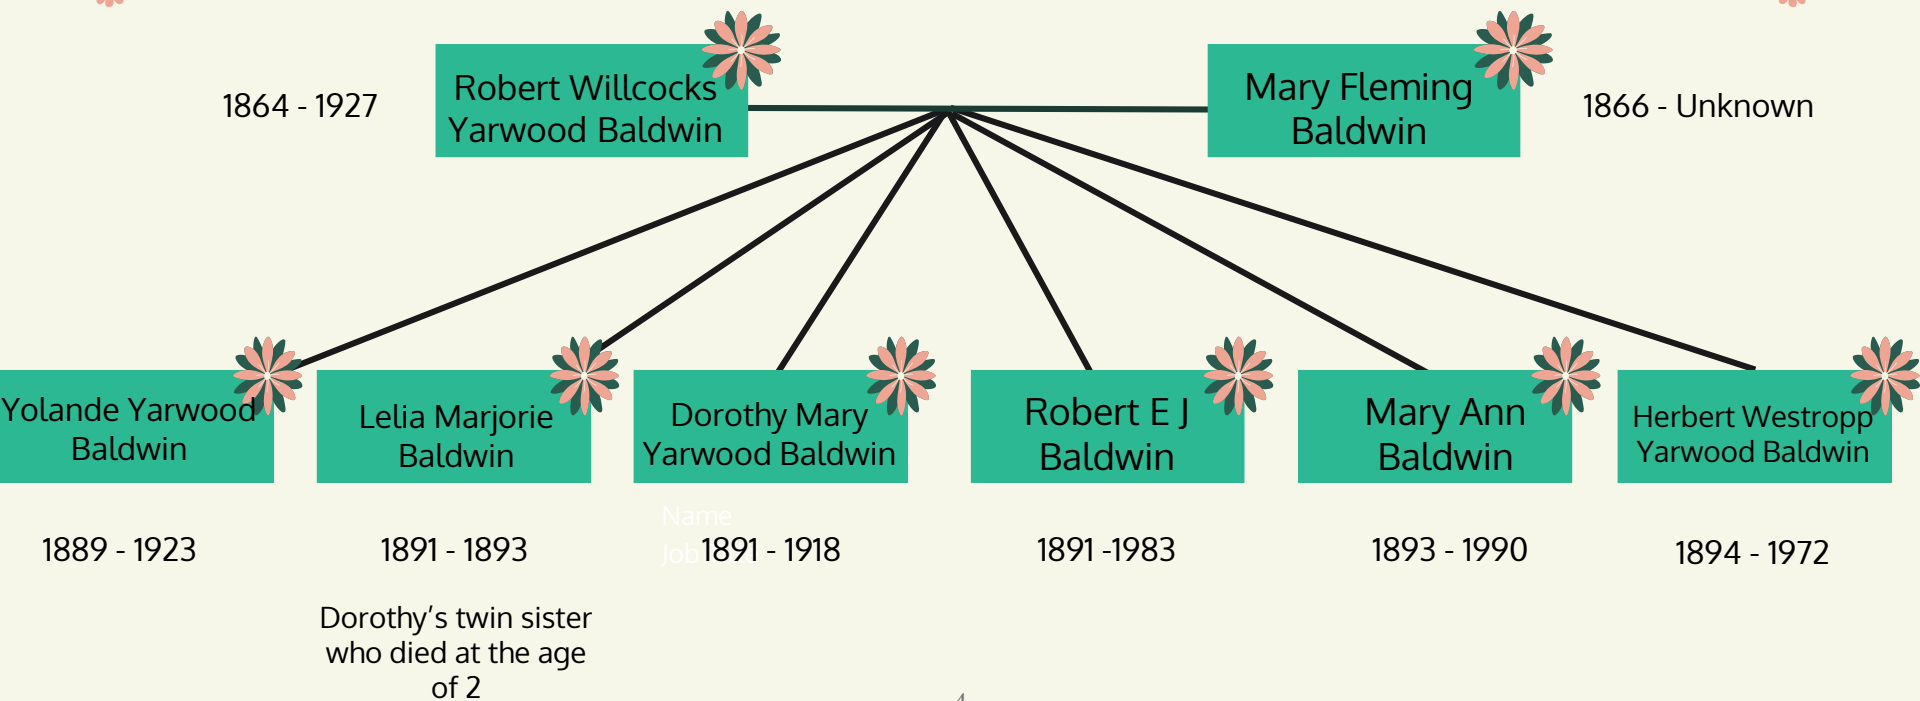 1864 - 1927
Robert Willcocks
Yarwood Baldwin
Mary Fleming
Baldwin
1866 - Unknown
Yolande Yarwood
Baldwin
Lelia Marjorie
Baldwin
Dorothy Mary
Yarwood Baldwin
Robert E J
Baldwin
Mary Ann
Baldwin
Herbert Westropp
Yarwood Baldwin
Name
Job
1889 - 1923
1891 - 1893
1891 - 1918
1891 -1983
1893 - 1990
1894 - 1972
Dorothy’s twin sister
who died at the age
of 2